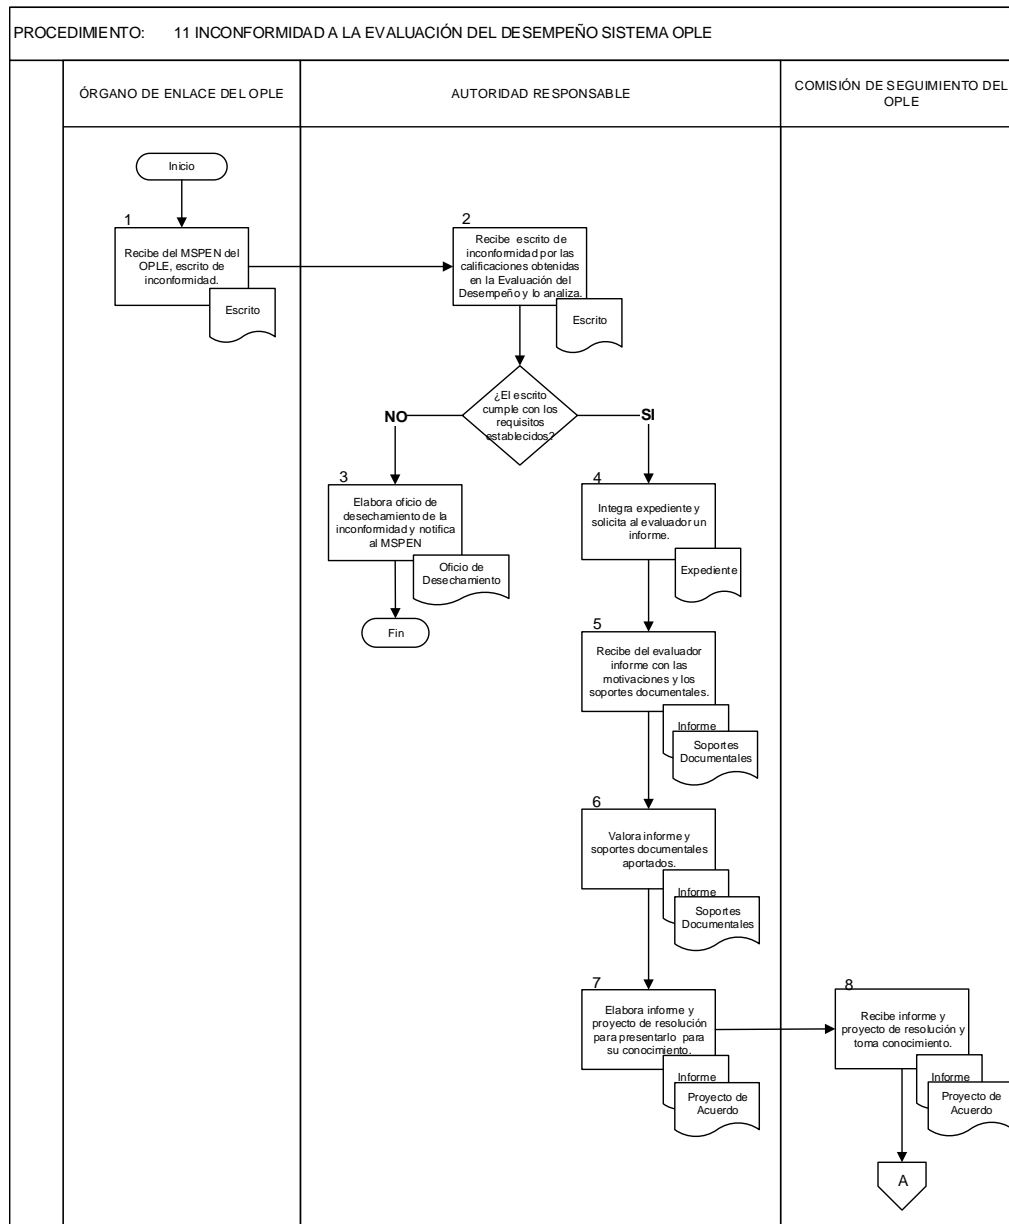 PROCEDIMIENTO: 11 INCONFORMIDAD A LA EVALUACIÓN DEL DESEMPEÑO SISTEMA OPLE
ÓRGANO DE ENLACE DEL OPLE
AUTORIDAD RESPONSABLE
COMISIÓN DE SEGUIMIENTO DEL
OPLE
Inicio
1
Recibe del MSPEN del
OPLE, escrito de
inconformidad.
Escrito
2
Recibe escrito de
inconformidad por las
calificaciones obtenidas
en la Evaluación del
Desempeño y lo analiza.
Escrito
¿El escrito
cumple con los
requisitos
establecidos?
NO
SI
3
Elabora oficio de
desechamiento de la
inconformidad y notifica
al MSPEN
Oficio de
Desechamiento
Fin
4
Integra expediente y
solicita al evaluador un
informe.
Expediente
5
Recibe del evaluador
informe con las
motivaciones y los
soportes documentales.
Informe
Soportes
Documentales
6
Valora informe y
soportes documentales
aportados.
Informe
Soportes
Documentales
7
Elabora informe y
proyecto de resolución
para presentarlo para
su conocimiento.
Informe
Proyecto de
Acuerdo
8
Recibe informe y
proyecto de resolución y
toma conocimiento.
Informe
Proyecto de
Acuerdo
A